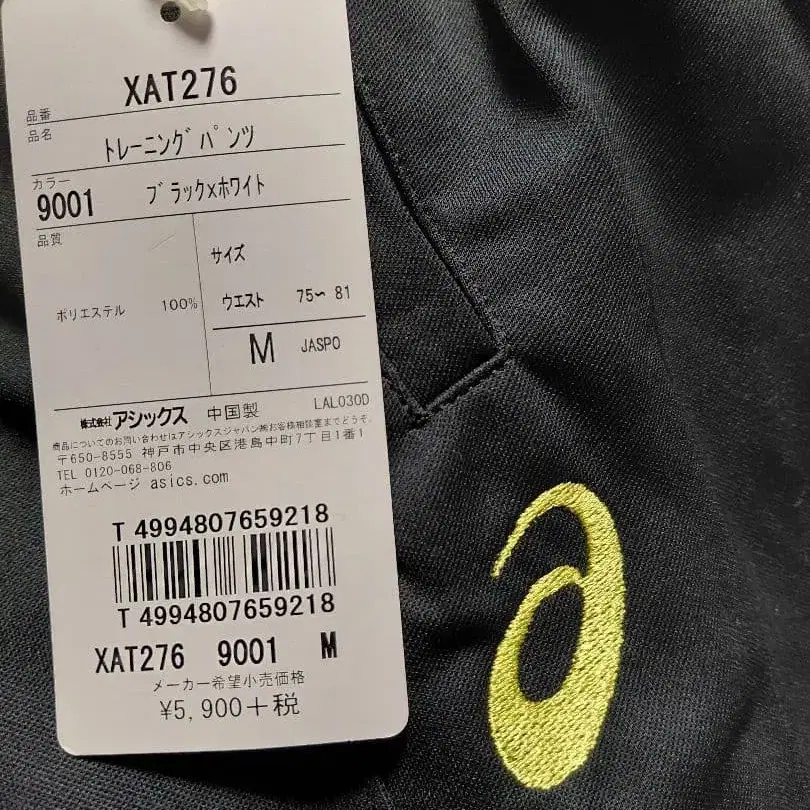 品番 XAT276
品名 トレーニングパンツ
カラー
9001 ブラック×ホワイト
品質
サイズ
ポリエステル 100%
ウエスト 75〜81
M JASPO
株式会社アシックス 中国製 LAL030D
商品についてのお問い合わせはアシックスジャパン㈱お客様相談室までどうぞ。
〒650-8555 神戸市中央区港島中町7丁目1番1
TEL 0120-068-806
ホームページ asics.com
T 4994807659218
T 4994807659218
XAT276 9001 M
メーカー希望小売価格
¥5,900+税